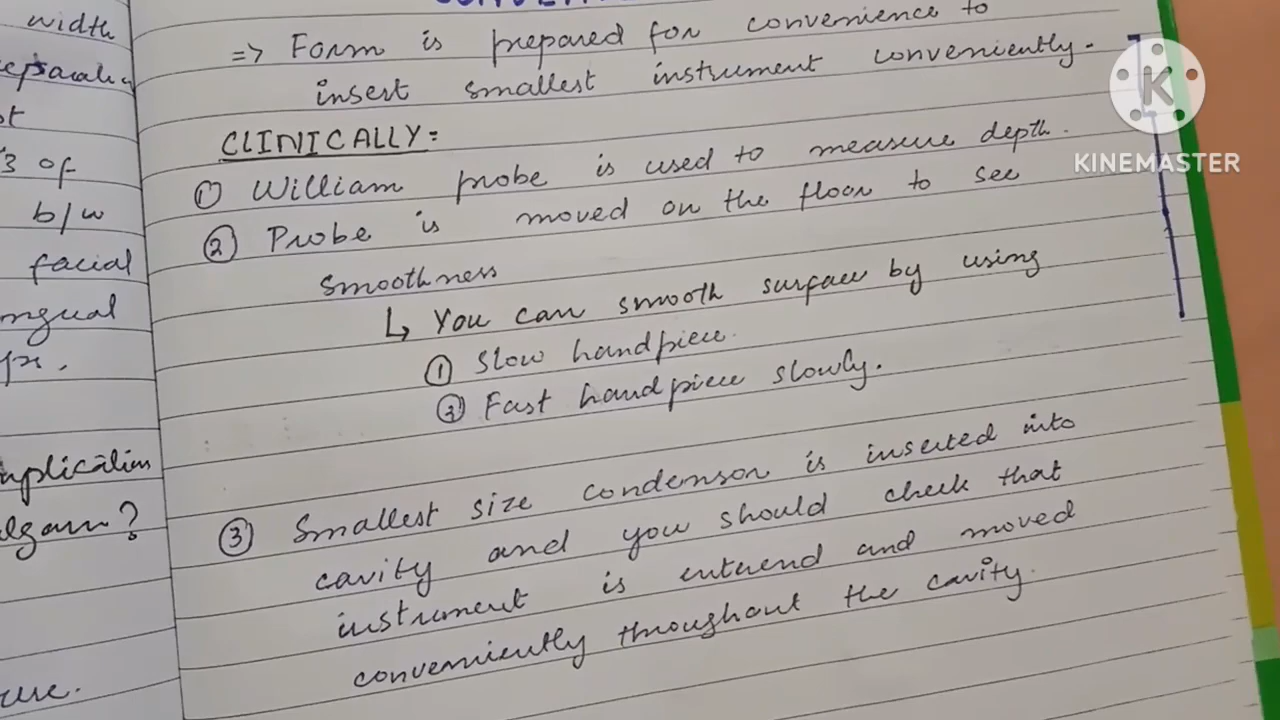 width
=> Form is prepared for convenience to
insert smallest instrument conveniently.
CLINICALLY:
① William probe is used to measure depth.
② Probe is moved on the floor to see
Smoothness
↳ You can smooth surface by using
① Slow handpiece.
② Fast handpiece slowly.
③ Smallest size condensor is inserted into
cavity and you should check that
instrument is enterend and moved
conveniently throughout the cavity.
3 of
b/w
facial
ngual
plication
lgam?
K
KINEMASTER